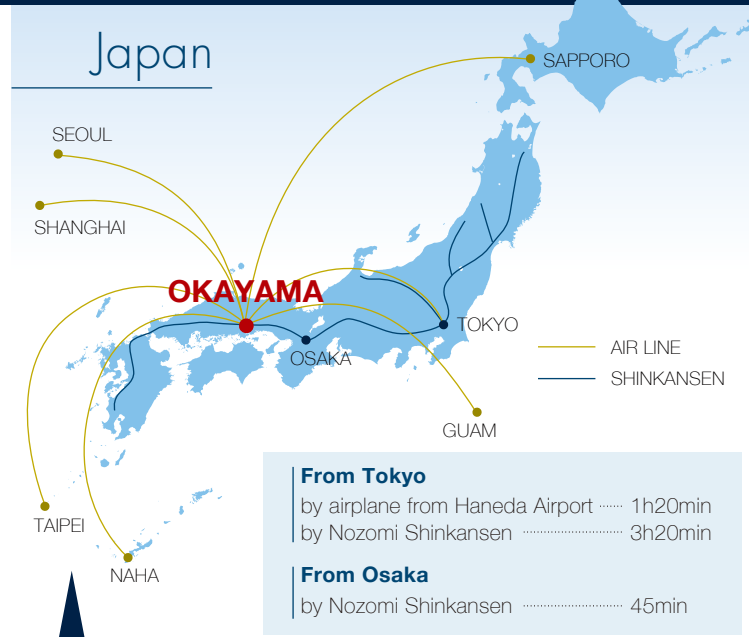 Japan
SAPPORO
SEOUL
SHANGHAI
OKAYAMA
TOKYO
OSAKA
AIR LINE
SHINKANSEN
GUAM
From Tokyo
by airplane from Haneda Airport ······ 1h20min
by Nozomi Shinkansen ························· 3h20min
TAIPEI
NAHA
From Osaka
by Nozomi Shinkansen ························· 45min